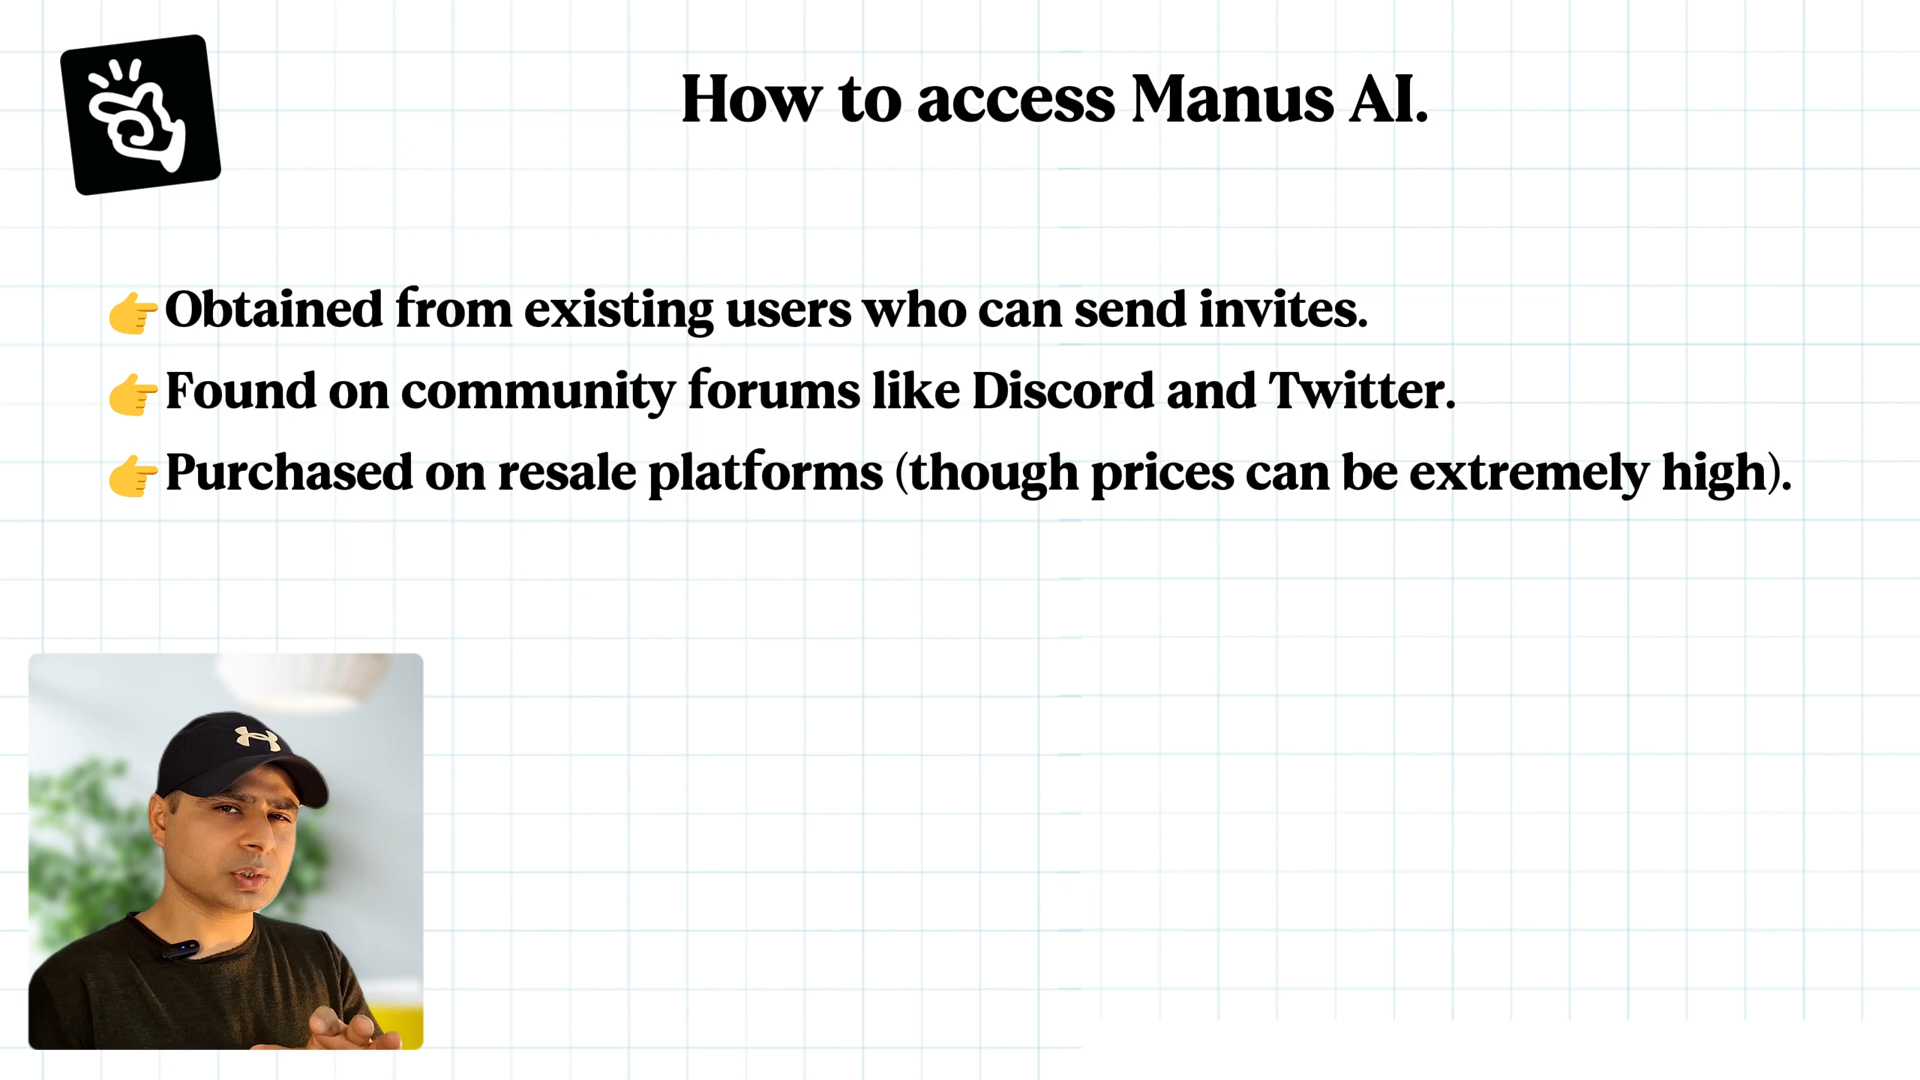 How to access Manus AI.
👉Obtained from existing users who can send invites.
👉Found on community forums like Discord and Twitter.
👉Purchased on resale platforms (though prices can be extremely high).